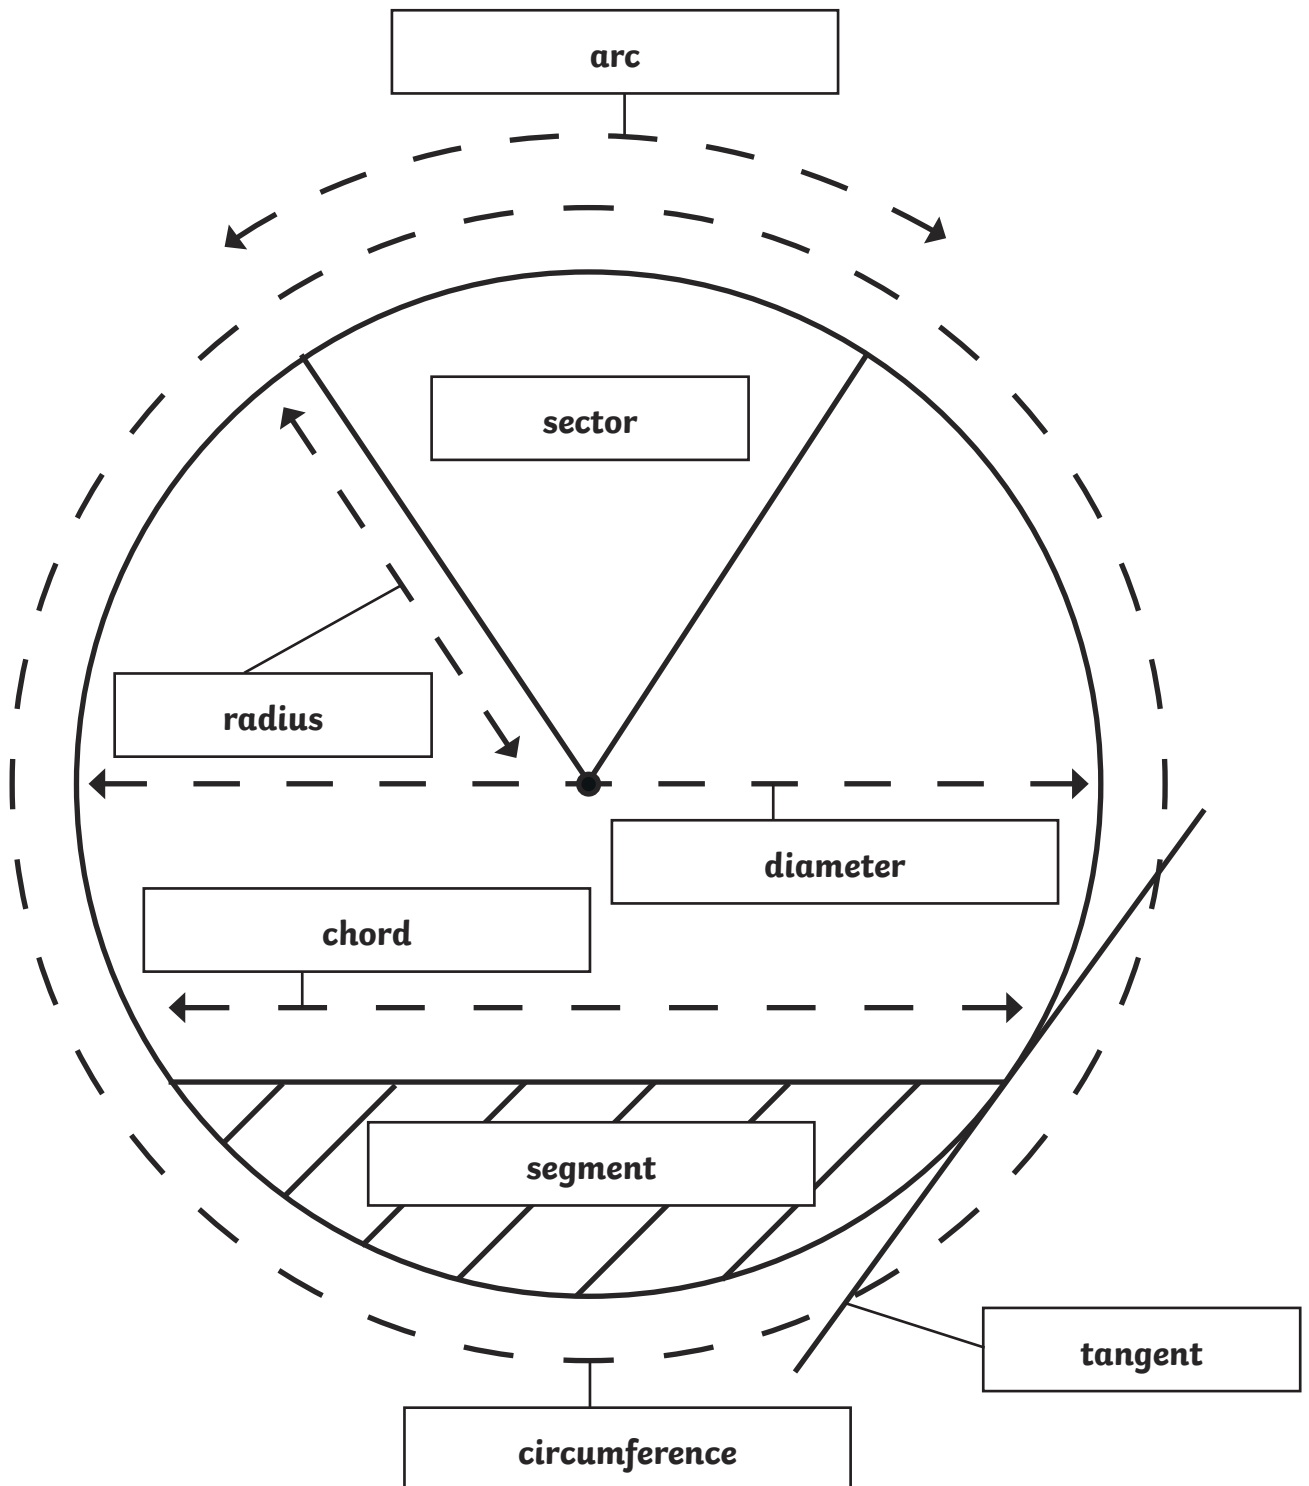 arc
sector
radius
diameter
chord
segment
tangent
circumference